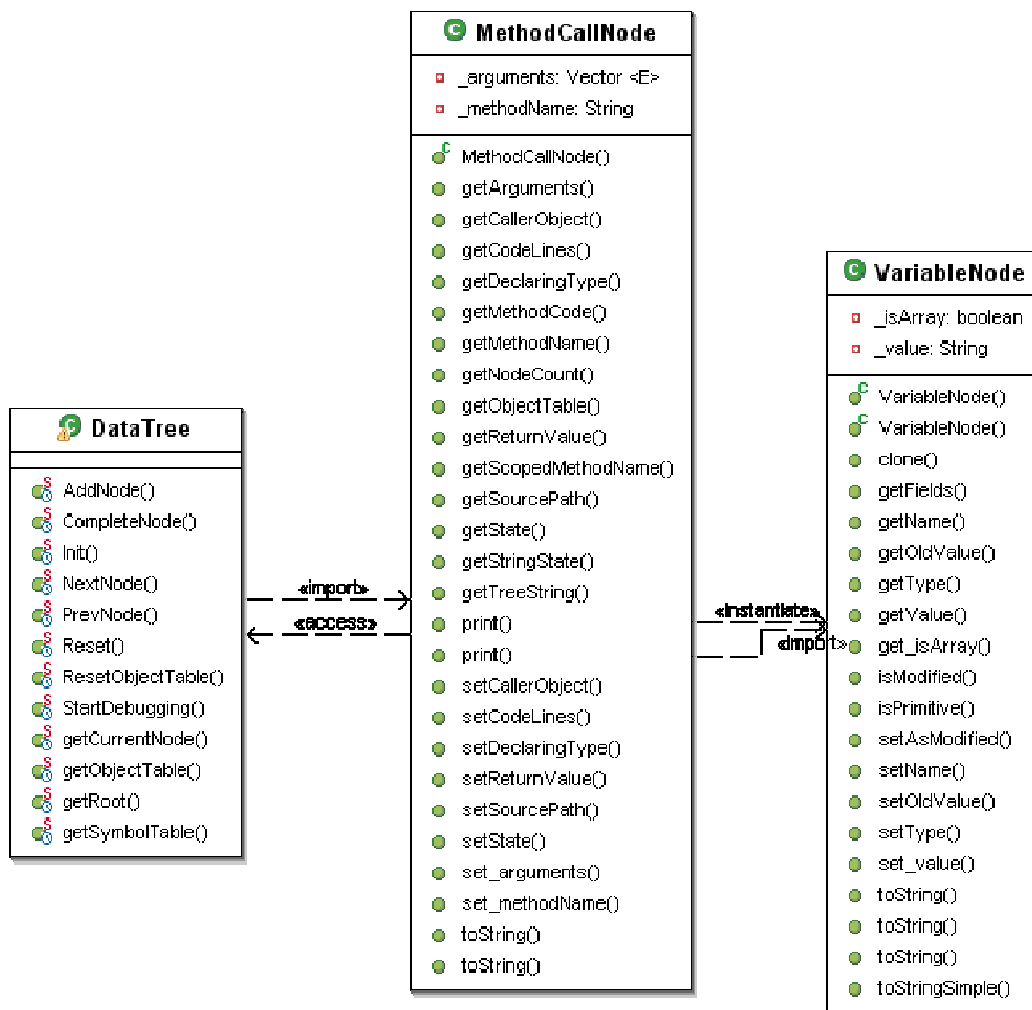 MethodCallNode
_arguments: Vector <E>
_methodName: String
MethodCallNode()
getArguments()
getCallerObject()
getCodeLines()
getDeclaringType()
getMethodCode()
getMethodName()
getNodeCount()
getObjectTable()
getReturnValue()
getScopedMethodName()
getSourcePath()
getState()
getStringState()
getTreeString()
print()
print()
setCallerObject()
setCodeLines()
setDeclaringType()
setReturnValue()
setSourcePath()
setState()
set_arguments()
set_methodName()
toString()
toString()
DataTree
AddNode()
CompleteNode()
Init()
NextNode()
PrevNode()
Reset()
ResetObjectTable()
StartDebugging()
getCurrentNode()
getObjectTable()
getRoot()
getSymbolTable()
«import»
«access»
«instantiate»
«import»
VariableNode
_isArray: boolean
_value: String
VariableNode()
VariableNode()
clone()
getFields()
getName()
getOldValue()
getType()
getValue()
get_isArray()
isModified()
isPrimitive()
setAsModified()
setName()
setOldValue()
setType()
set_value()
toString()
toString()
toString()
toStringSimple()